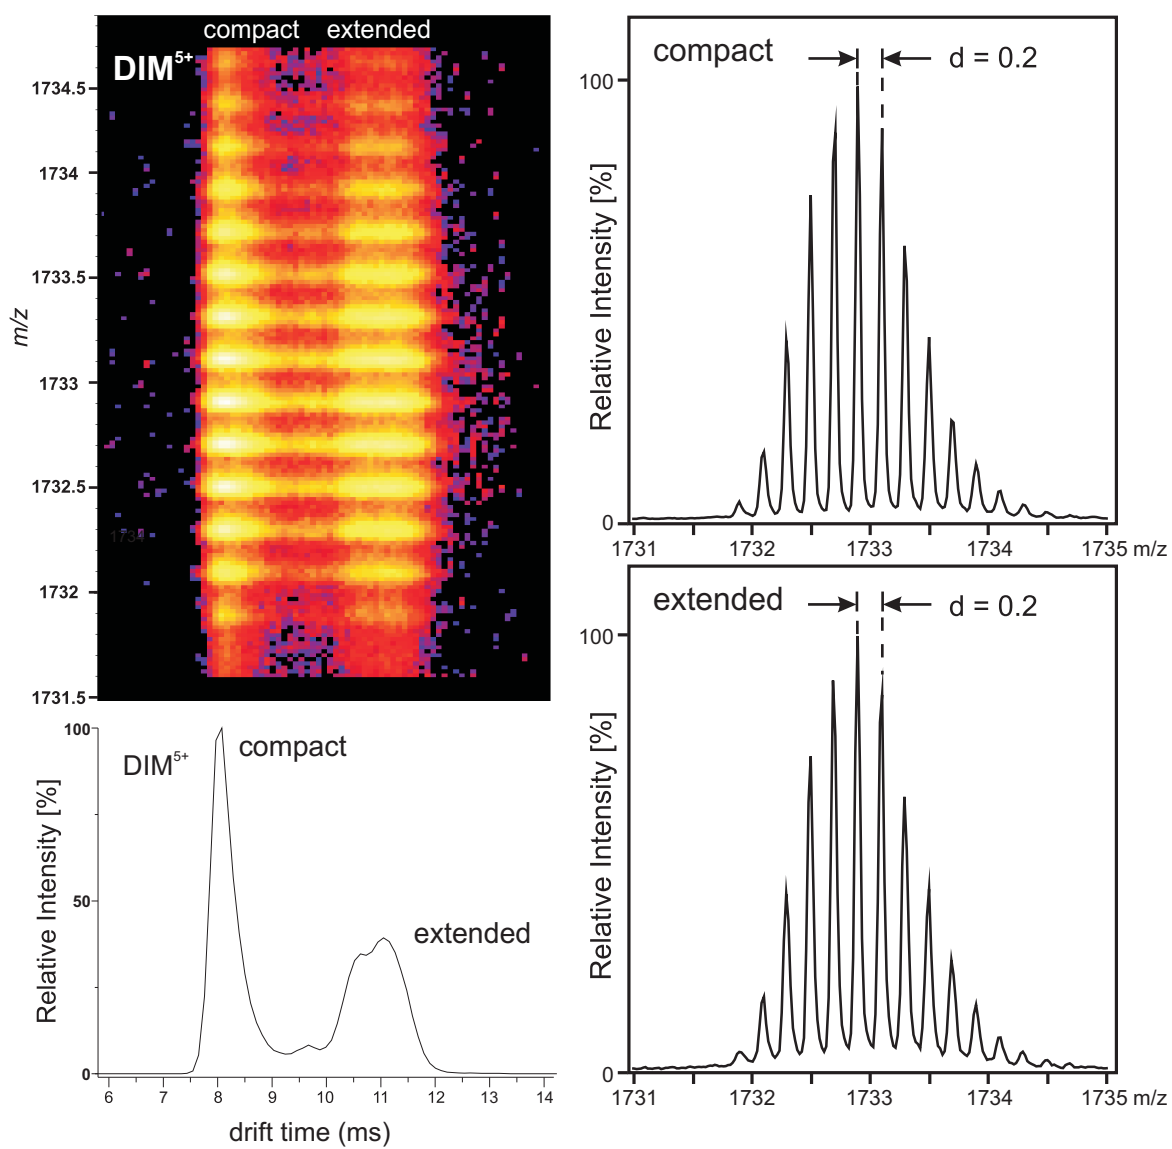 compact extended
DIM5+
1734.5
1734
1733.5
1733
1732.5
1732
1731.5
m/z
1734
compact
d = 0.2
100
0
Relative Intensity [%]
1731 1732 1733 1734 1735 m/z
extended
d = 0.2
100
0
Relative Intensity [%]
1731 1732 1733 1734 1735 m/z
DIM5+
compact
extended
100
50
0
Relative Intensity [%]
6 7 8 9 10 11 12 13 14
drift time (ms)